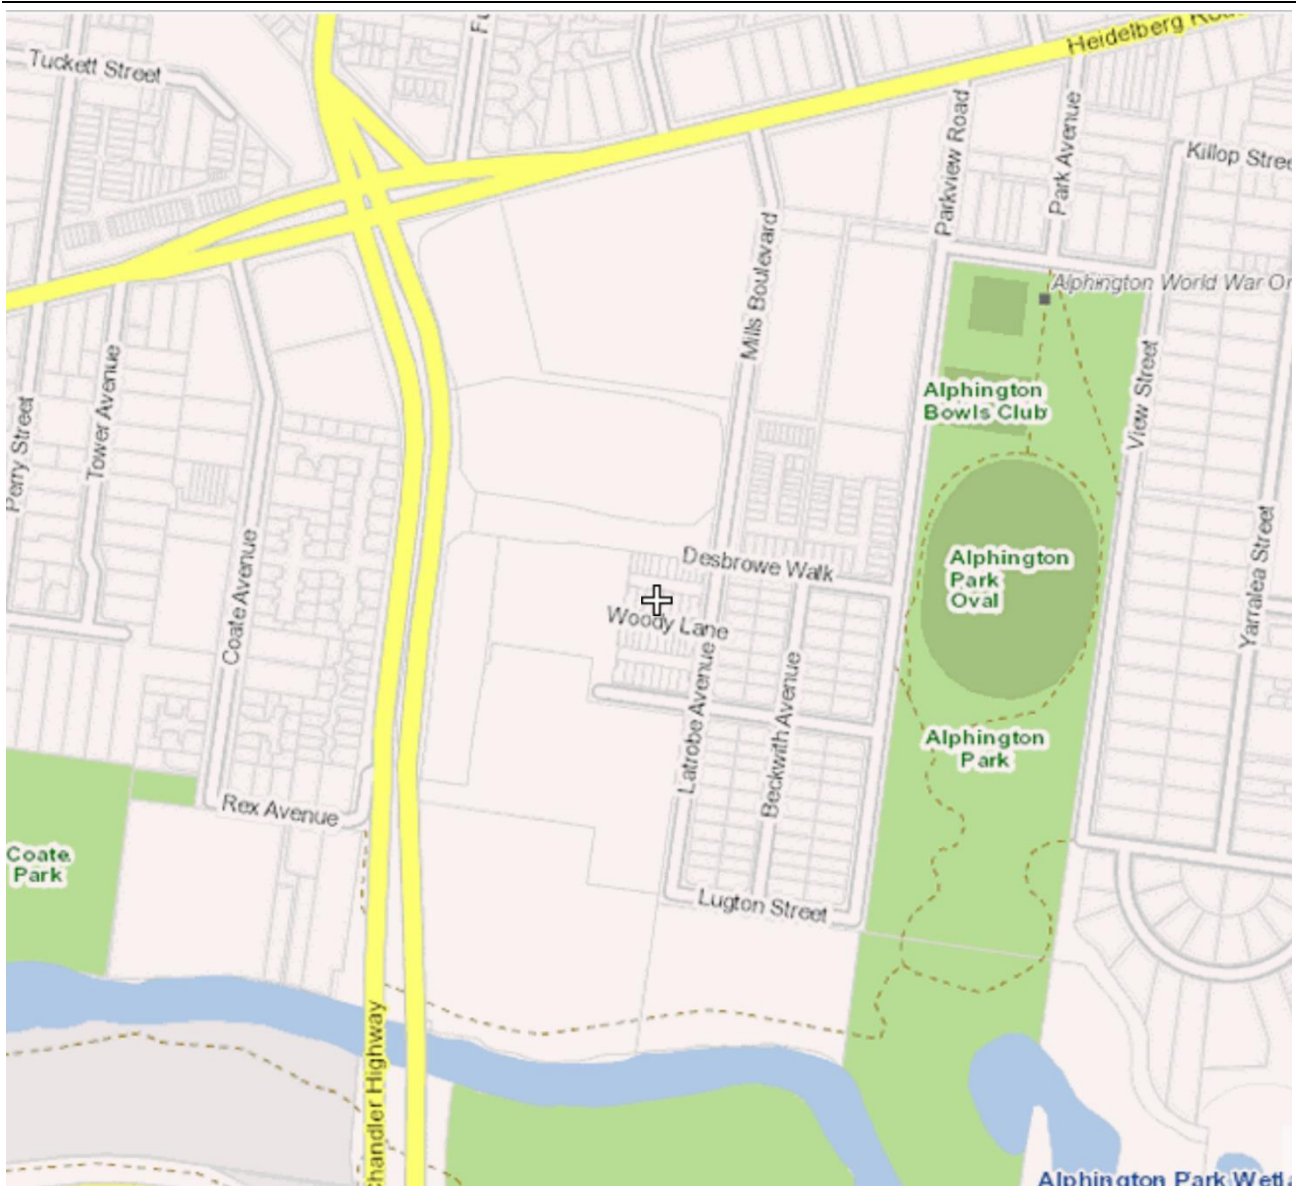 Heidelberg Road
Tuckett Street
Killop Stree
Parkview Road
Park Avenue
Mills Boulevard
Alphington World War On
Alphington
Bowls Club
View Street
Perry Street
Tower Avenue
Coate Avenue
Desbrowe Walk
Woody Lane
Alphington
Park
Oval
Yarralea Street
Latrobe Avenue
Beckwith Avenue
Alphington
Park
Rex Avenue
Coate
Park
Lugton Street
Chandler Highway
Alphington Park Wetl